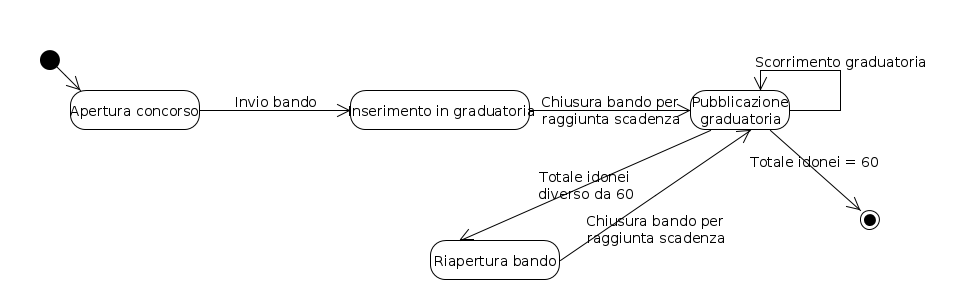 Scorrimento graduatoria
Apertura concorso
Invio bando
Inserimento in graduatoria
Chiusura bando per
raggiunta scadenza
Pubblicazione
graduatoria
Totale idonei = 60
Totale idonei
diverso da 60
Chiusura bando per
raggiunta scadenza
Riapertura bando